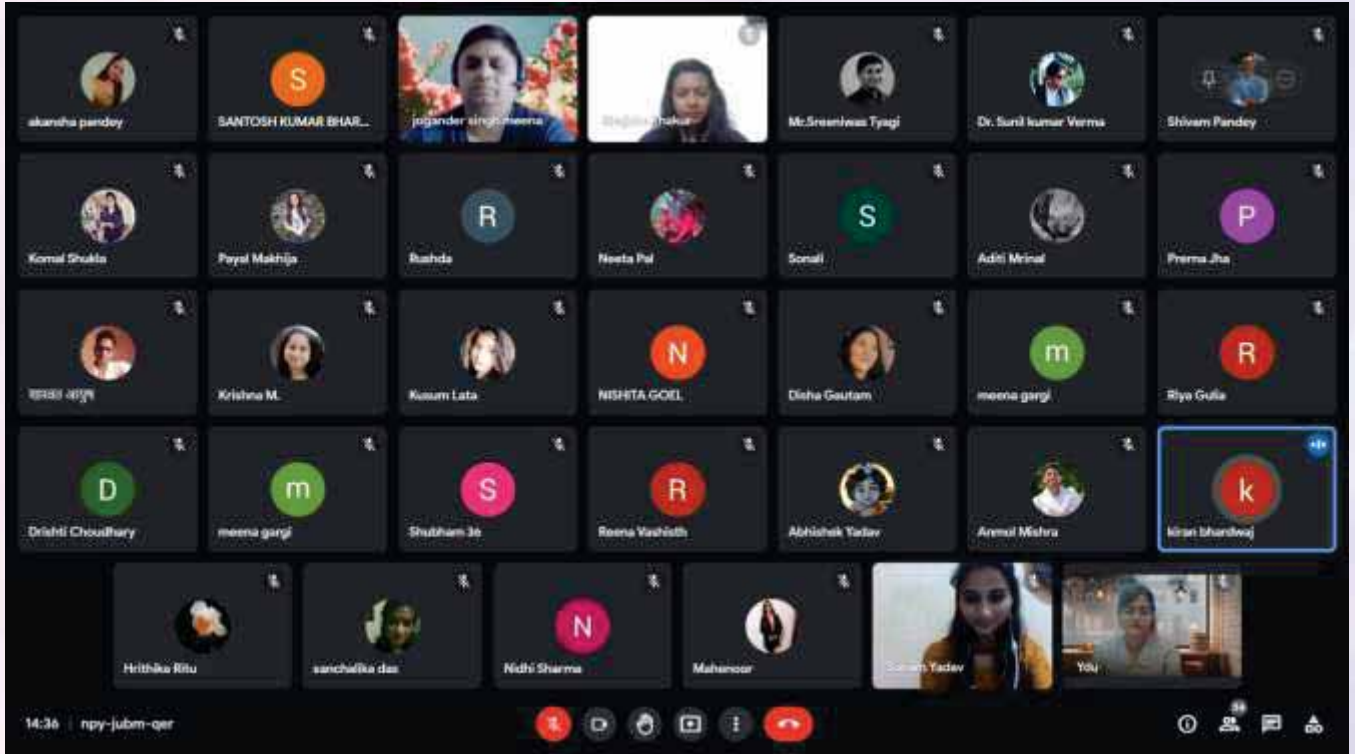 akansha pandey
S
SANTOSH KUMAR BHAR...
jogander singh meena
Mr.Sreeniwas Tyagi
Dr. Sunil kumar Verma
Shivam Pandey
Komal Shukla
Payal Makhija
R
Rushda
Neeta Pal
S
Sonali
Aditi Mrinal
P
Prerna Jha
Krishna M.
Kusum Lata
N
NISHITA GOEL
Disha Gautam
m
meena gargi
R
Riya Gulia
D
Drishti Choudhary
m
meena gargi
S
Shubham 36
R
Reena Vashisth
Abhishek Yadav
Anmol Mishra
k
kiran bhardwaj
Hrithika Ritu
sanchalika das
N
Nidhi Sharma
Mahenoor
Yadav
You
14:36 | npy-jubm-qer